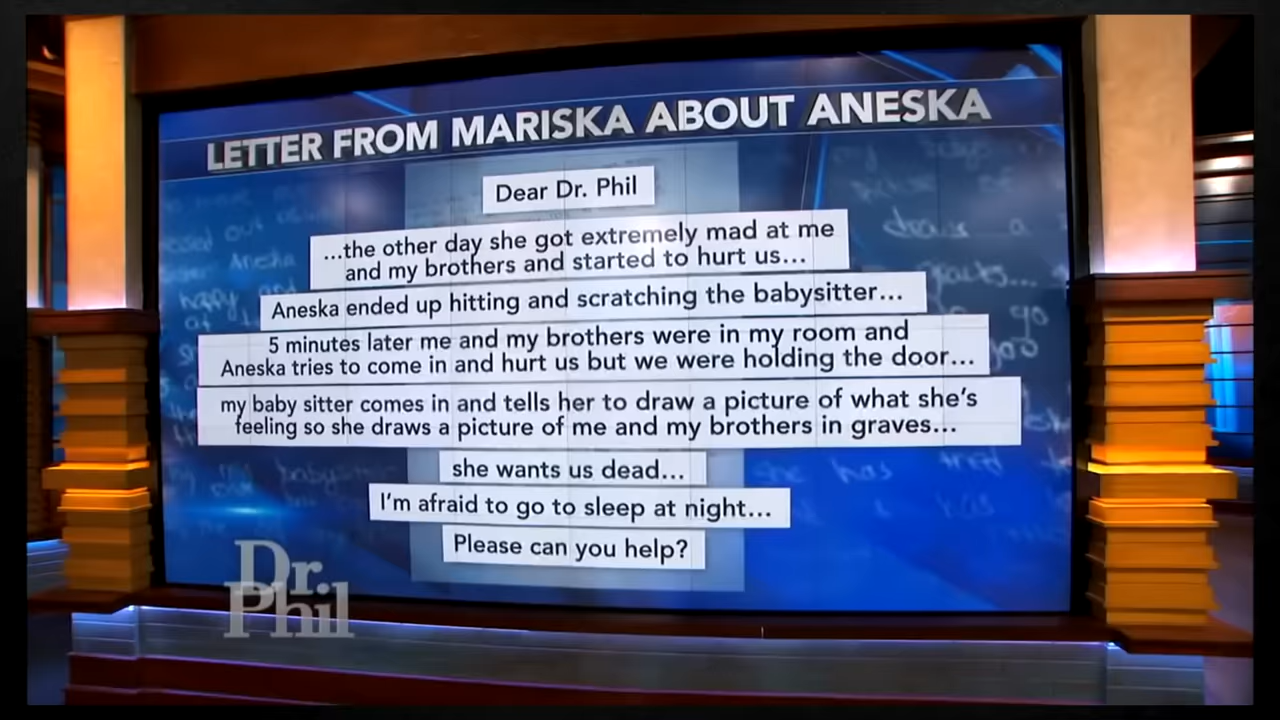 LETTER FROM MARISKA ABOUT ANESKA
Dear Dr. Phil
...the other day she got extremely mad at me
and my brothers and started to hurt us...
Aneska ended up hitting and scratching the babysitter...
5 minutes later me and my brothers were in my room and
Aneska tries to come in and hurt us but we were holding the door...
my baby sitter comes in and tells her to draw a picture of what she's
feeling so she draws a picture of me and my brothers in graves...
she wants us dead...
I'm afraid to go to sleep at night...
Please can you help?
Dr.
Phil